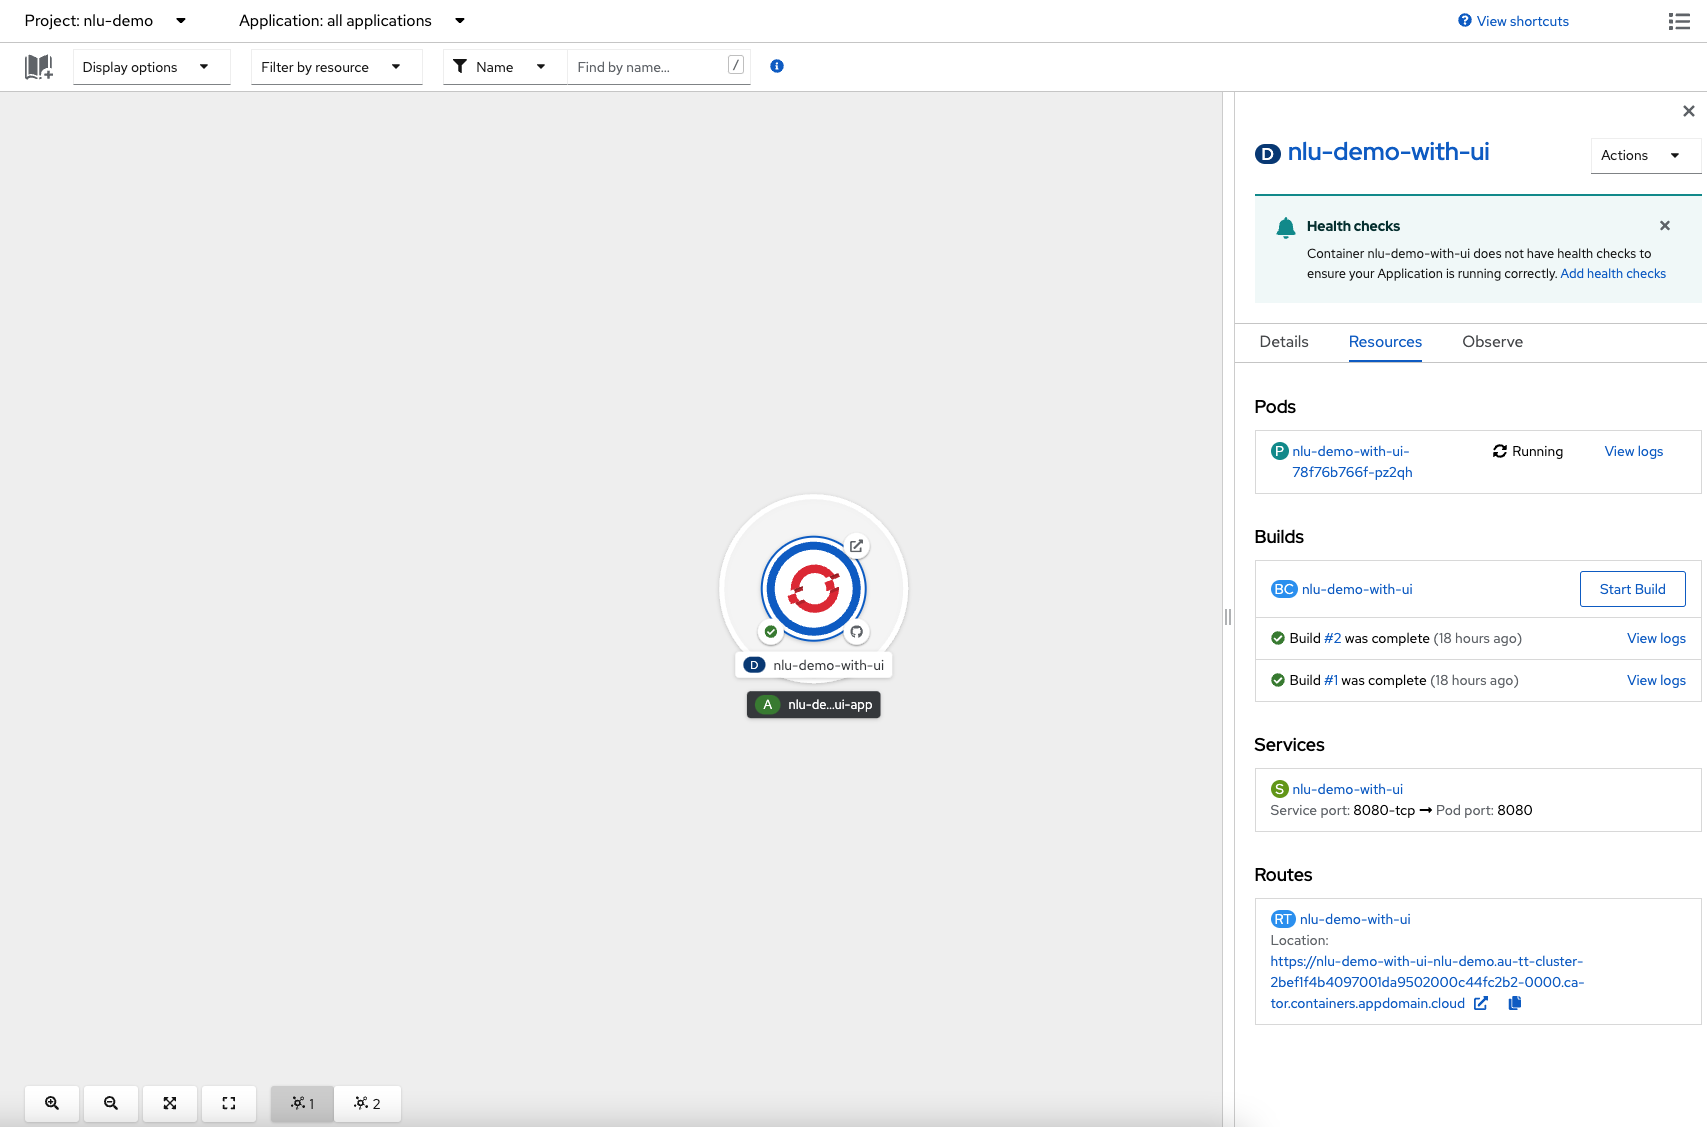 Project: nlu-demo
Application: all applications
View shortcuts
Display options
Filter by resource
Name
Find by name...
/
nlu-demo-with-ui
D nlu-demo-with-ui
A nlu-de...ui-app
1
2
D nlu-demo-with-ui
Actions
Health checks
Container nlu-demo-with-ui does not have health checks to
ensure your Application is running correctly. Add health checks
Details
Resources
Observe
Pods
P nlu-demo-with-ui-
78f76b766f-pz2qh
Running
View logs
Builds
BC nlu-demo-with-ui
Start Build
Build #2 was complete (18 hours ago)
View logs
Build #1 was complete (18 hours ago)
View logs
Services
S nlu-demo-with-ui
Service port: 8080-tcp → Pod port: 8080
Routes
RT nlu-demo-with-ui
Location:
https://nlu-demo-with-ui-nlu-demo.au-tt-cluster-
2bef1f4b4097001da9502000c44fc2b2-0000.ca-
tor.containers.appdomain.cloud